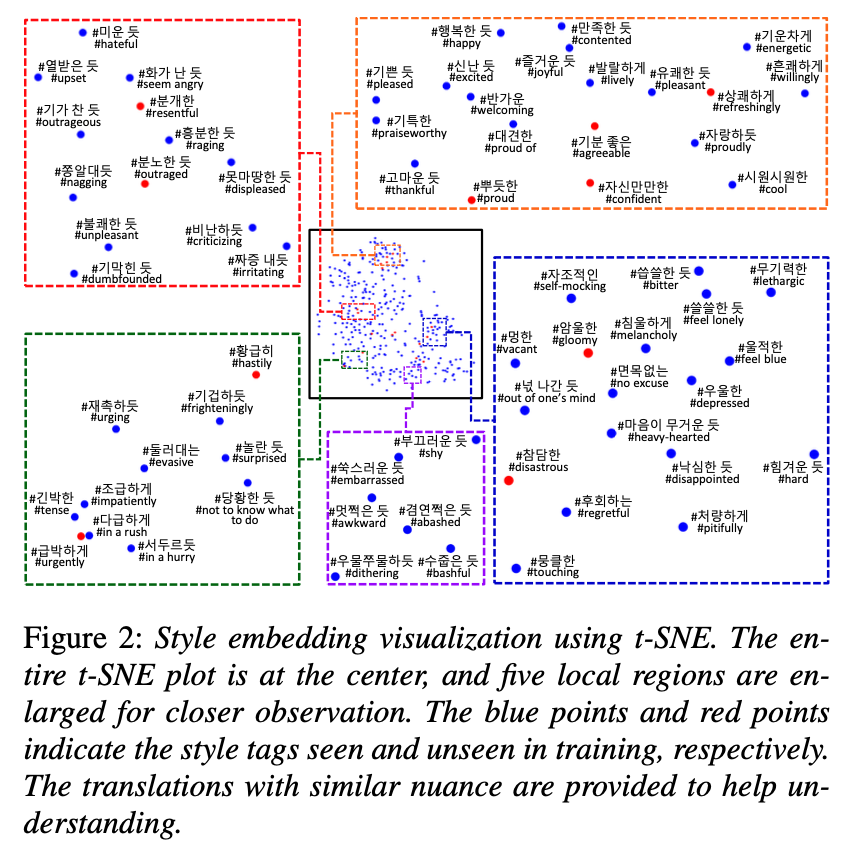 #미운 듯
#hateful
#열받은 듯
#upset
#화가 난 듯
#seem angry
#분개한
#resentful
#기가 찬 듯
#outrageous
#흥분한 듯
#raging
#분노한 듯
#outraged
#쫑알대듯
#nagging
#못마땅한 듯
#displeased
#불쾌한 듯
#unpleasant
#비난하듯
#criticizing
#기막힌 듯
#dumbfounded
#짜증 내듯
#irritating
#행복한 듯
#happy
#만족한 듯
#contented
#기운차게
#energetic
#기쁜 듯
#pleased
#신난 듯
#excited
#즐거운 듯
#joyful
#발랄하게
#lively
#유쾌한 듯
#pleasant
#흔쾌하게
#willingly
#상쾌하게
#refreshingly
#반가운
#welcoming
#기특한
#praiseworthy
#대견한
#proud of
#기분 좋은
#agreeable
#자랑하듯
#proudly
#고마운 듯
#thankful
#뿌듯한
#proud
#자신만만한
#confident
#시원시원한
#cool
#황급히
#hastily
#재촉하듯
#urging
#기겁하듯
#frighteningly
#둘러대는
#evasive
#놀란 듯
#surprised
#긴박한
#tense
#조급하게
#impatiently
#당황한 듯
#not to know what
to do
#다급하게
#in a rush
#급박하게
#urgently
#서두르듯
#in a hurry
#부끄러운 듯
#shy
#쑥스러운 듯
#embarrassed
#멋쩍은 듯
#awkward
#겸연쩍은 듯
#abashed
#우물쭈물하듯
#dithering
#수줍은 듯
#bashful
#자조적인
#self-mocking
#씁쓸한 듯
#bitter
#무기력한
#lethargic
#쓸쓸한 듯
#feel lonely
#멍한
#vacant
#암울한
#gloomy
#침울하게
#melancholy
#울적한
#feel blue
#넋 나간 듯
#out of one's mind
#면목없는
#no excuse
#우울한
#depressed
#마음이 무거운 듯
#heavy-hearted
#참담한
#disastrous
#낙심한 듯
#disappointed
#힘겨운 듯
#hard
#후회하는
#regretful
#처량하게
#pitifully
#뭉클한
#touching
Figure 2: Style embedding visualization using t-SNE. The en-
tire t-SNE plot is at the center, and five local regions are en-
larged for closer observation. The blue points and red points
indicate the style tags seen and unseen in training, respectively.
The translations with similar nuance are provided to help un-
derstanding.